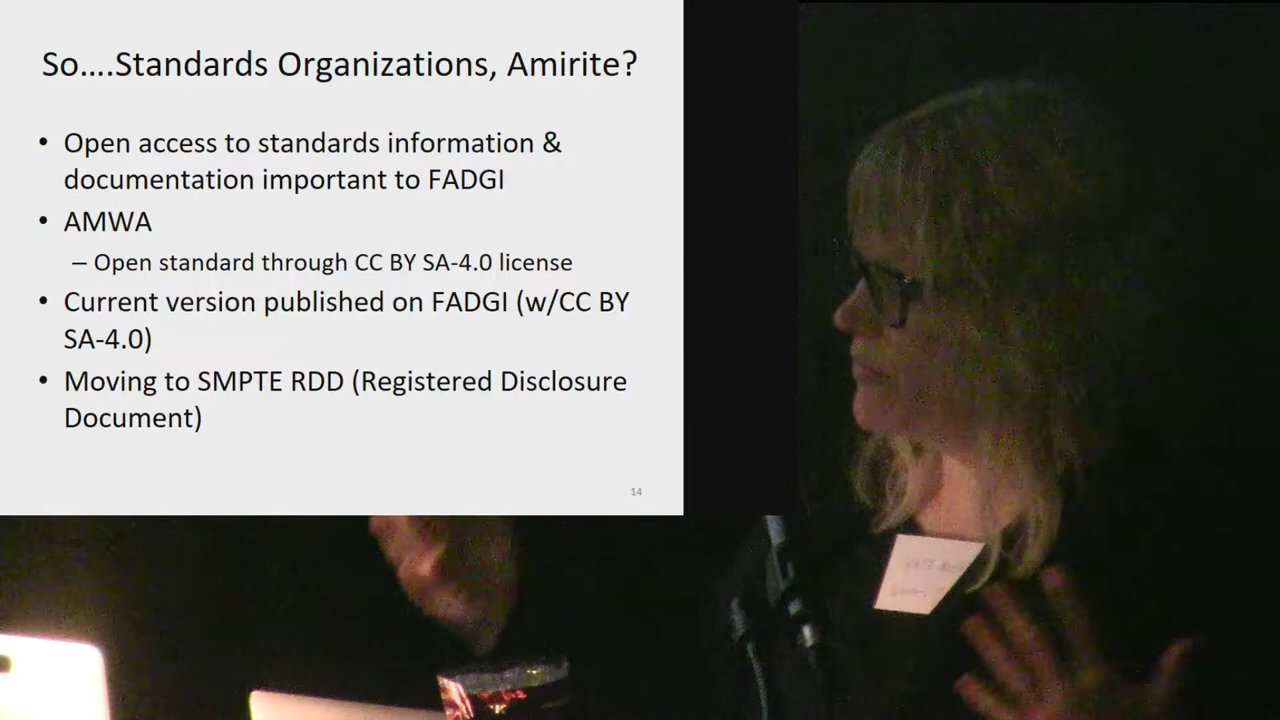 So....Standards Organizations, Amirite?
• Open access to standards information &
documentation important to FADGI
• AMWA
– Open standard through CC BY SA-4.0 license
• Current version published on FADGI (w/CC BY
SA-4.0)
• Moving to SMPTE RDD (Registered Disclosure
Document)
14